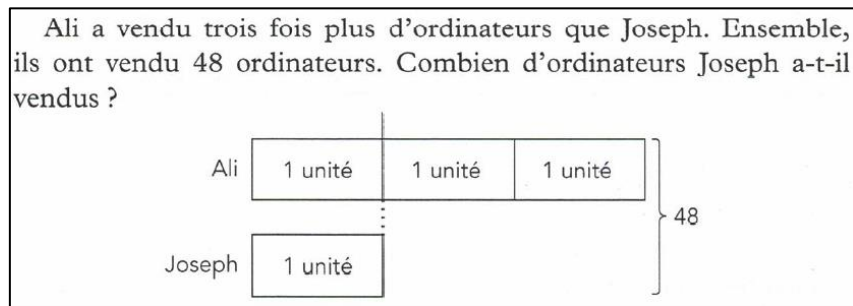 Ali a vendu trois fois plus d’ordinateurs que Joseph. Ensemble,
ils ont vendu 48 ordinateurs. Combien d’ordinateurs Joseph a-t-il
vendus ?
Ali 1 unité 1 unité 1 unité
48
Joseph 1 unité